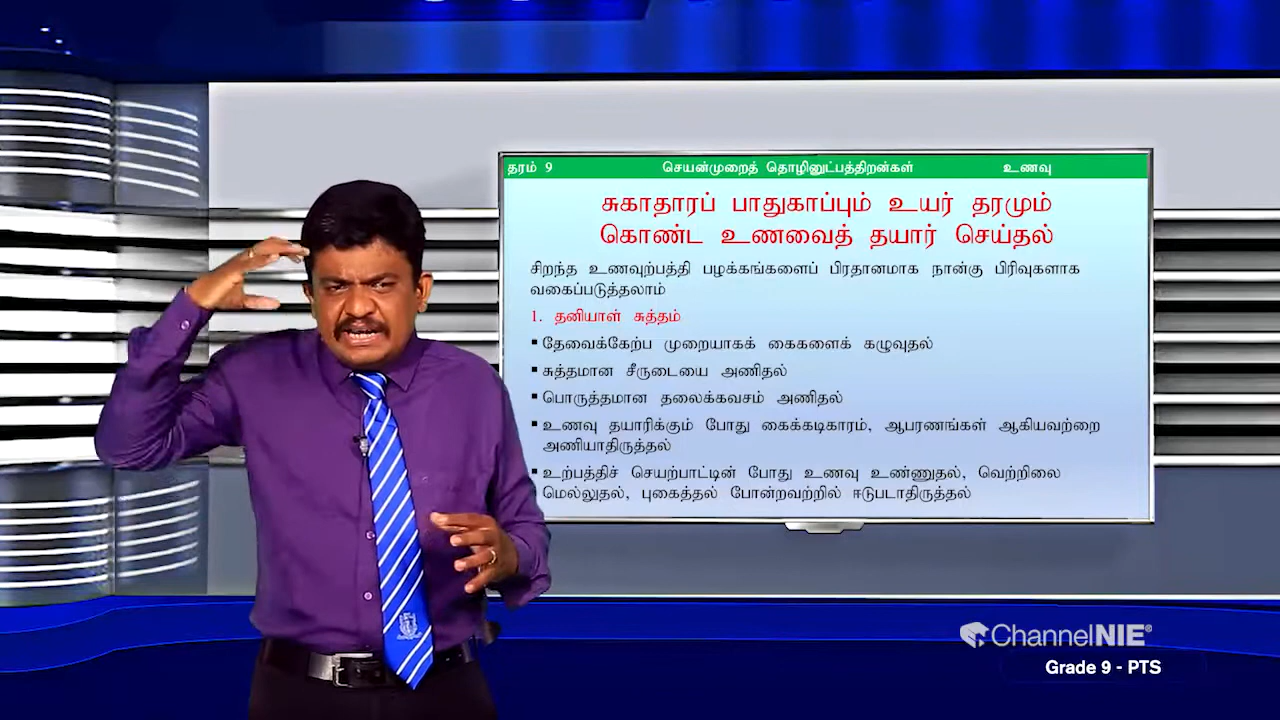 தரம் 9 செயன்முறைத் தொழினுட்பத்திறன்கள் உணவு
சுகாதாரப் பாதுகாப்பும் உயர் தரமும்
கொண்ட உணவைத் தயார் செய்தல்
சிறந்த உணவுற்பத்தி பழக்கங்களைப் பிரதானமாக நான்கு பிரிவுகளாக
வகைப்படுத்தலாம்
1. தனியாள் சுத்தம்
▪ தேவைக்கேற்ப முறையாகக் கைகளைக் கழுவுதல்
▪ சுத்தமான சீருடையை அணிதல்
▪ பொருத்தமான தலைக்கவசம் அணிதல்
▪ உணவு தயாரிக்கும் போது கைக்கடிகாரம், ஆபரணங்கள் ஆகியவற்றை
அணியாதிருத்தல்
▪ உற்பத்திச் செயற்பாட்டின் போது உணவு உண்ணுதல், வெற்றிலை
மெல்லுதல், புகைத்தல் போன்றவற்றில் ஈடுபடாதிருத்தல்
ChannelNIE®
Grade 9 - PTS